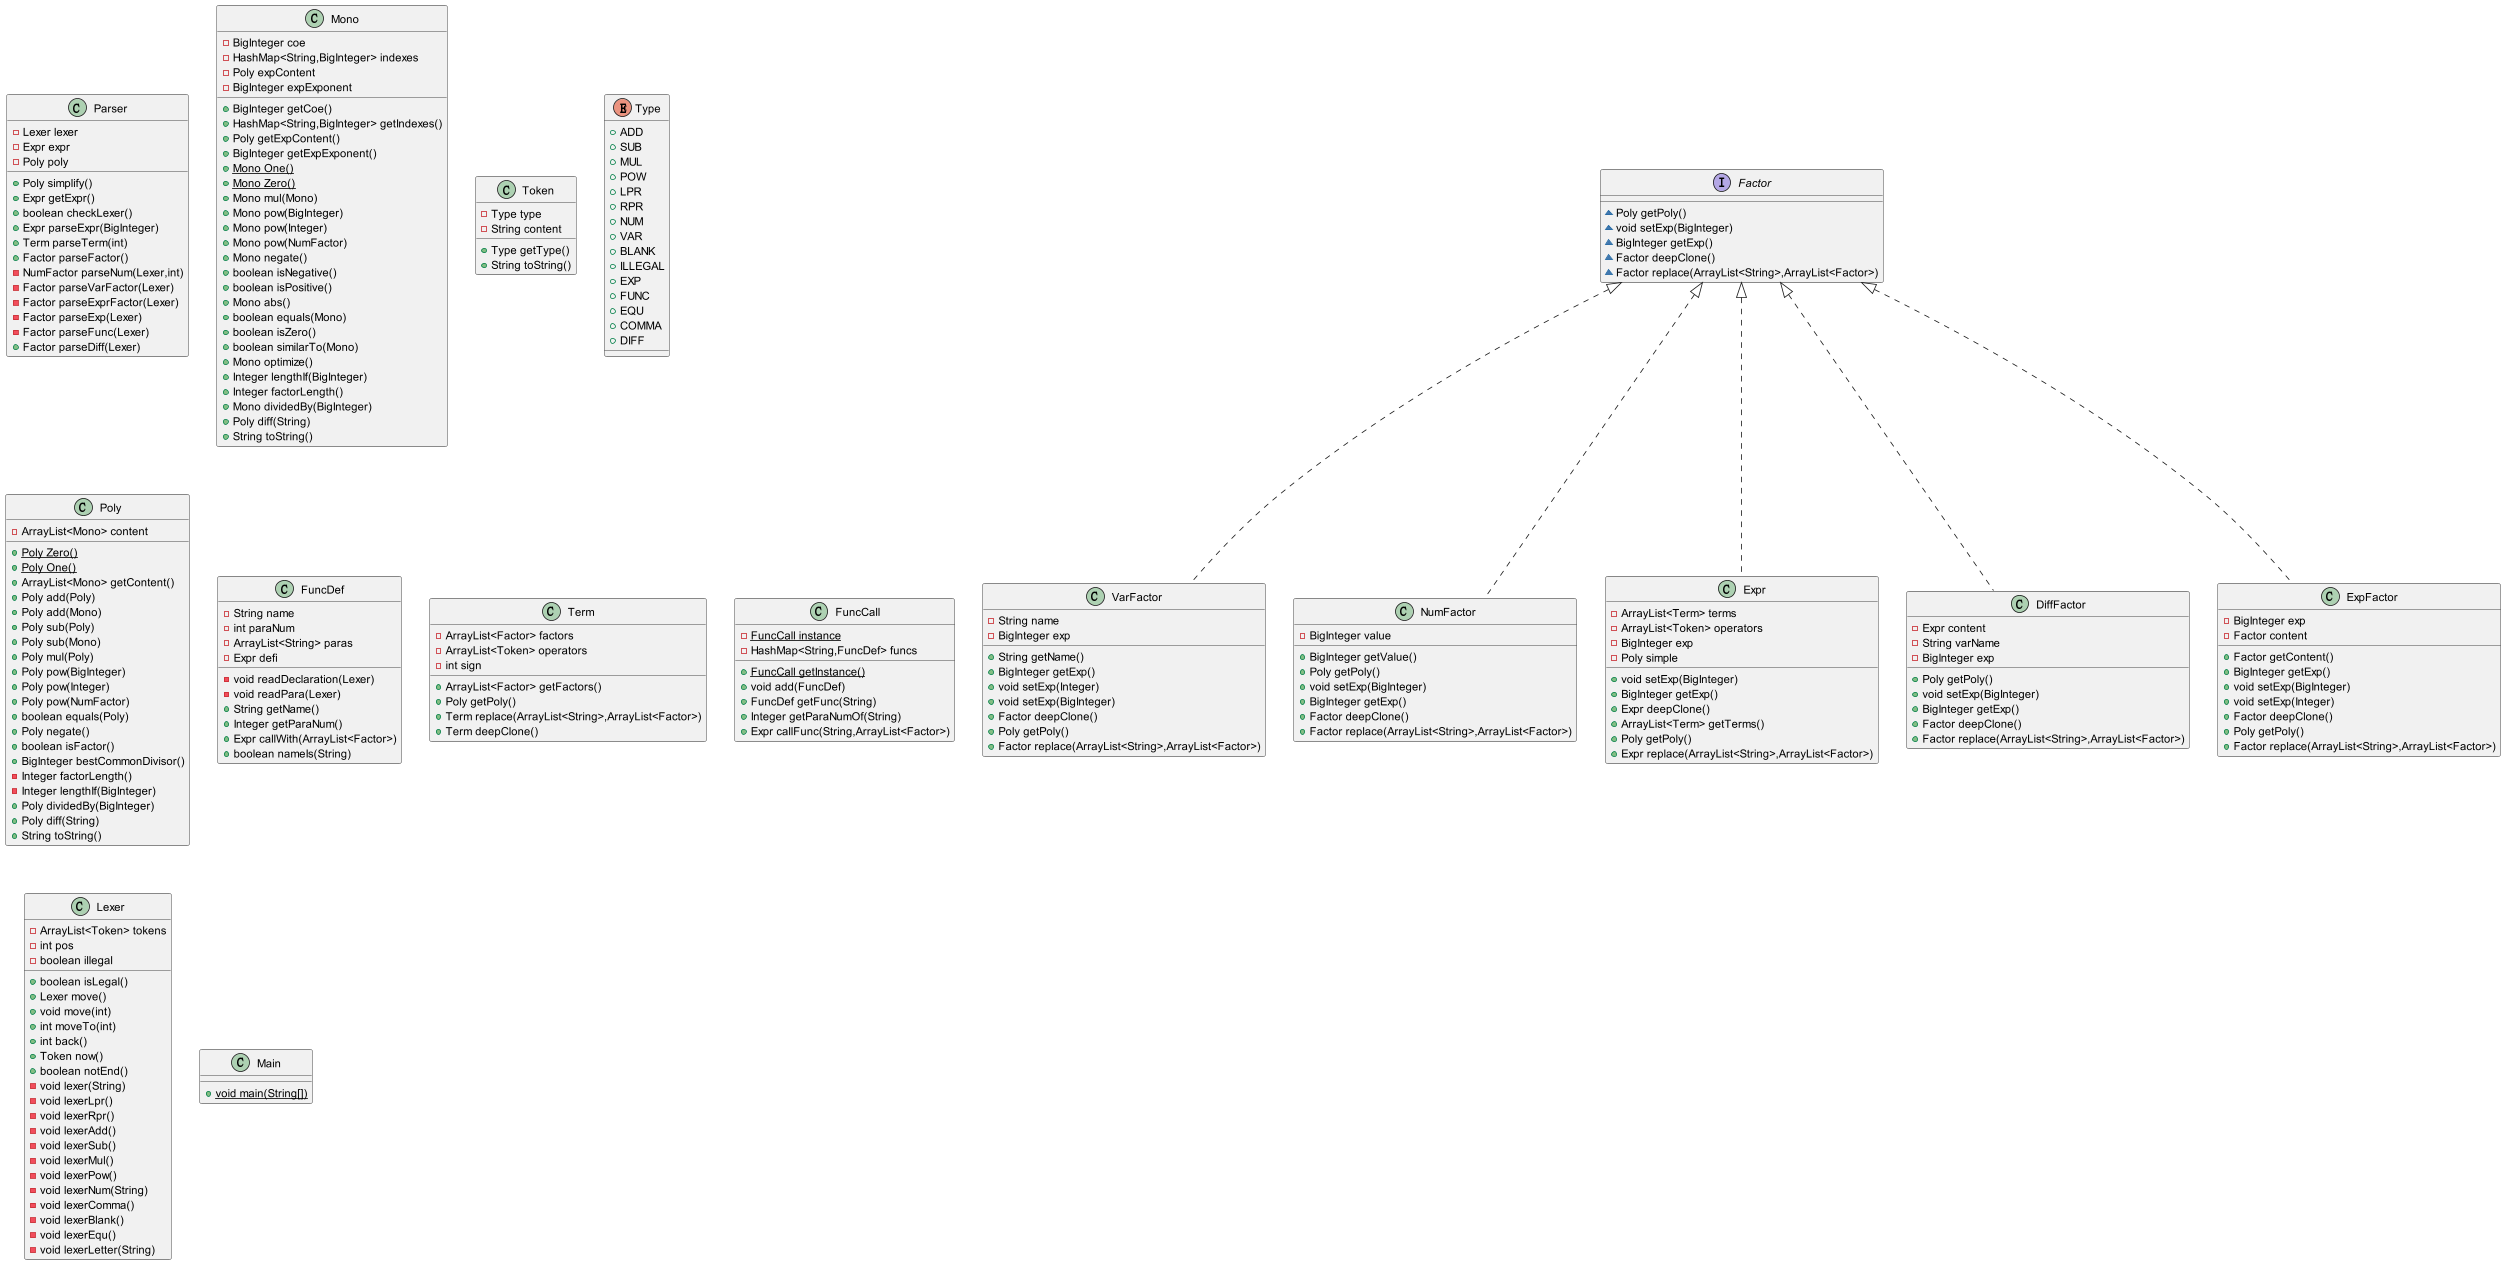 C Parser
Lexer lexer
Expr expr
Poly poly
Poly simplify()
Expr getExpr()
boolean checkLexer()
Expr parseExpr(BigInteger)
Term parseTerm(int)
Factor parseFactor()
NumFactor parseNum(Lexer,int)
Factor parseVarFactor(Lexer)
Factor parseExprFactor(Lexer)
Factor parseExp(Lexer)
Factor parseFunc(Lexer)
Factor parseDiff(Lexer)
C Mono
BigInteger coe
HashMap<String,BigInteger> indexes
Poly expContent
BigInteger expExponent
BigInteger getCoe()
HashMap<String,BigInteger> getIndexes()
Poly getExpContent()
BigInteger getExpExponent()
Mono One()
Mono Zero()
Mono mul(Mono)
Mono pow(BigInteger)
Mono pow(Integer)
Mono pow(NumFactor)
Mono negate()
boolean isNegative()
boolean isPositive()
Mono abs()
boolean equals(Mono)
boolean isZero()
boolean similarTo(Mono)
Mono optimize()
Integer lengthIf(BigInteger)
Integer factorLength()
Mono dividedBy(BigInteger)
Poly diff(String)
String toString()
C Token
Type type
String content
Type getType()
String toString()
E Type
ADD
SUB
MUL
POW
LPR
RPR
NUM
VAR
BLANK
ILLEGAL
EXP
FUNC
EQU
COMMA
DIFF
I Factor
Poly getPoly()
void setExp(BigInteger)
BigInteger getExp()
Factor deepClone()
Factor replace(ArrayList<String>,ArrayList<Factor>)
C Poly
ArrayList<Mono> content
Poly Zero()
Poly One()
ArrayList<Mono> getContent()
Poly add(Poly)
Poly add(Mono)
Poly sub(Poly)
Poly sub(Mono)
Poly mul(Poly)
Poly pow(BigInteger)
Poly pow(Integer)
Poly pow(NumFactor)
boolean equals(Poly)
Poly negate()
boolean isFactor()
BigInteger bestCommonDivisor()
Integer factorLength()
Integer lengthIf(BigInteger)
Poly dividedBy(BigInteger)
Poly diff(String)
String toString()
C FuncDef
String name
int paraNum
ArrayList<String> paras
Expr defi
void readDeclaration(Lexer)
void readPara(Lexer)
String getName()
Integer getParaNum()
Expr callWith(ArrayList<Factor>)
boolean nameIs(String)
C Term
ArrayList<Factor> factors
ArrayList<Token> operators
int sign
ArrayList<Factor> getFactors()
Poly getPoly()
Term replace(ArrayList<String>,ArrayList<Factor>)
Term deepClone()
C FuncCall
FuncCall instance
HashMap<String,FuncDef> funcs
FuncCall getInstance()
void add(FuncDef)
FuncDef getFunc(String)
Integer getParaNumOf(String)
Expr callFunc(String,ArrayList<Factor>)
C VarFactor
String name
BigInteger exp
String getName()
BigInteger getExp()
void setExp(Integer)
void setExp(BigInteger)
Factor deepClone()
Poly getPoly()
Factor replace(ArrayList<String>,ArrayList<Factor>)
C NumFactor
BigInteger value
BigInteger getValue()
Poly getPoly()
void setExp(BigInteger)
BigInteger getExp()
Factor deepClone()
Factor replace(ArrayList<String>,ArrayList<Factor>)
C Expr
ArrayList<Term> terms
ArrayList<Token> operators
BigInteger exp
Poly simple
void setExp(BigInteger)
BigInteger getExp()
Expr deepClone()
ArrayList<Term> getTerms()
Poly getPoly()
Expr replace(ArrayList<String>,ArrayList<Factor>)
C DiffFactor
Expr content
String varName
BigInteger exp
Poly getPoly()
void setExp(BigInteger)
BigInteger getExp()
Factor deepClone()
Factor replace(ArrayList<String>,ArrayList<Factor>)
C ExpFactor
BigInteger exp
Factor content
Factor getContent()
BigInteger getExp()
void setExp(BigInteger)
void setExp(Integer)
Factor deepClone()
Poly getPoly()
Factor replace(ArrayList<String>,ArrayList<Factor>)
C Lexer
ArrayList<Token> tokens
int pos
boolean illegal
boolean isLegal()
Lexer move()
void move(int)
int moveTo(int)
int back()
Token now()
boolean notEnd()
void lexer(String)
void lexerLpr()
void lexerRpr()
void lexerAdd()
void lexerSub()
void lexerMul()
void lexerPow()
void lexerNum(String)
void lexerComma()
void lexerBlank()
void lexerEqu()
void lexerLetter(String)
C Main
void main(String[])